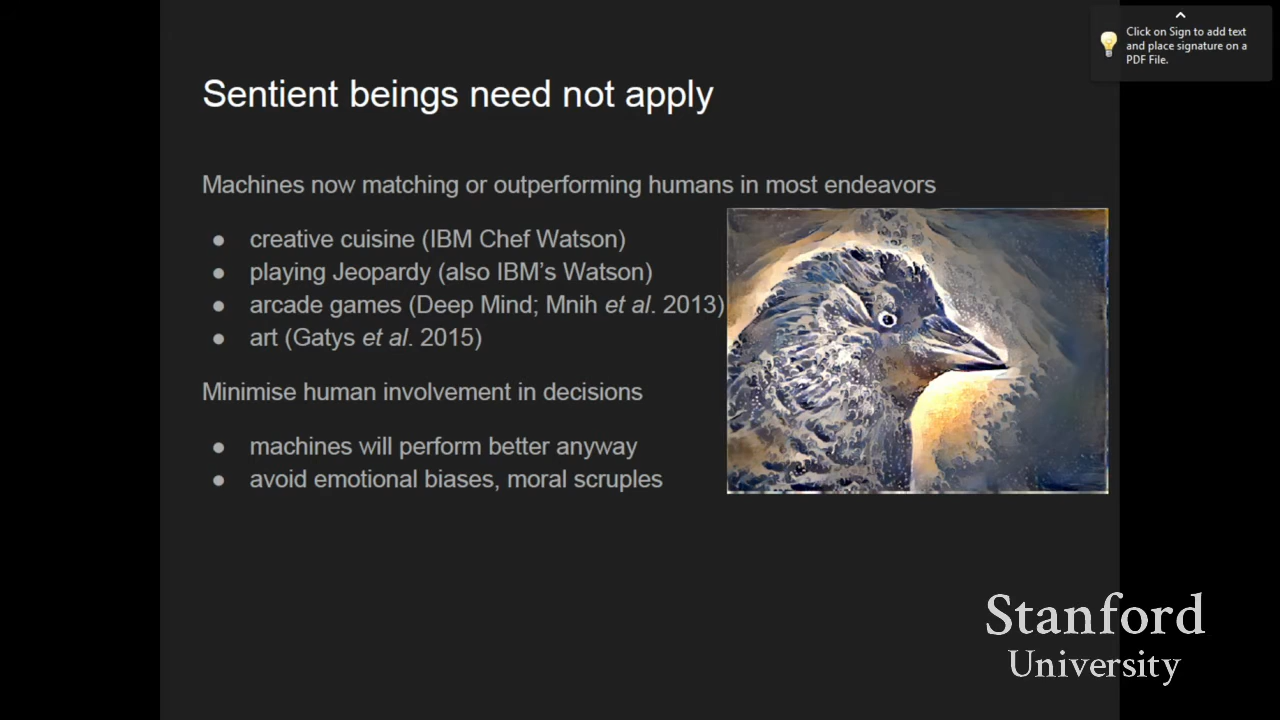 Click on Sign to add text
and place signature on a
PDF File.
Sentient beings need not apply
Machines now matching or outperforming humans in most endeavors
● creative cuisine (IBM Chef Watson)
● playing Jeopardy (also IBM's Watson)
● arcade games (Deep Mind; Mnih et al. 2013)
● art (Gatys et al. 2015)
Minimise human involvement in decisions
● machines will perform better anyway
● avoid emotional biases, moral scruples
Stanford
University